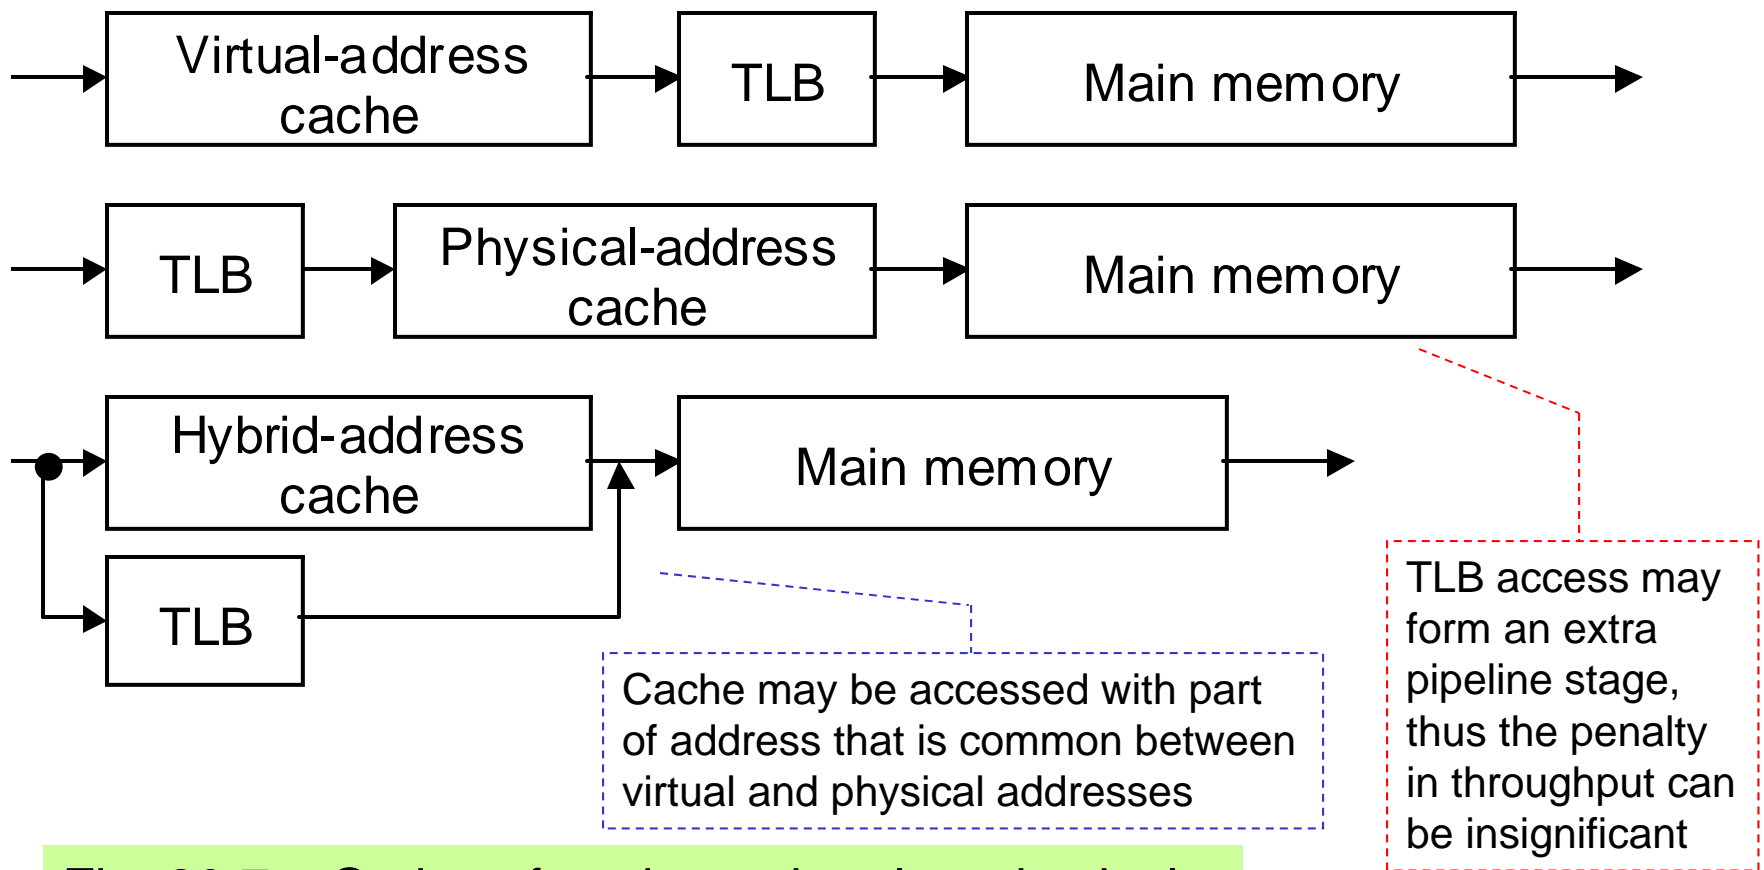 Virtual-address
cache
TLB
Main memory
TLB
Physical-address
cache
Main memory
Hybrid-address
cache
Main memory
TLB
Cache may be accessed with part
of address that is common between
virtual and physical addresses
TLB access may
form an extra
pipeline stage,
thus the penalty
in throughput can
be insignificant